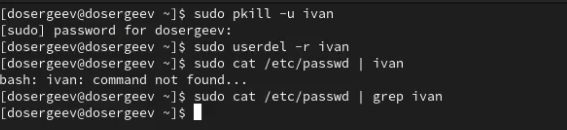 [dosergeev@dosergeev ~]$ sudo pkill -u ivan
[sudo] password for dosergeev:
[dosergeev@dosergeev ~]$ sudo userdel -r ivan
[dosergeev@dosergeev ~]$ sudo cat /etc/passwd | ivan
bash: ivan: command not found...
[dosergeev@dosergeev ~]$ sudo cat /etc/passwd | grep ivan
[dosergeev@dosergeev ~]$